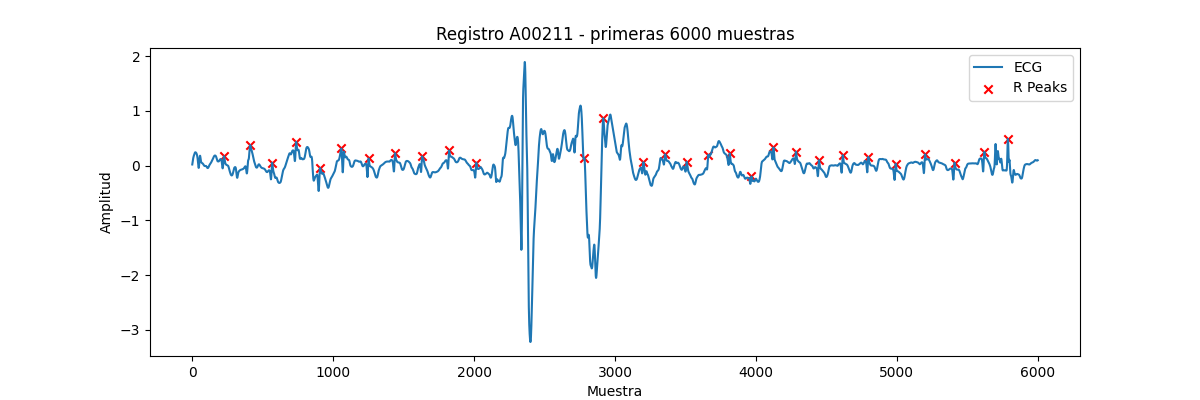 Registro A00211 - primeras 6000 muestras
ECG
R Peaks
Amplitud
2
1
0
−1
−2
−3
0 1000 2000 3000 4000 5000 6000
Muestra